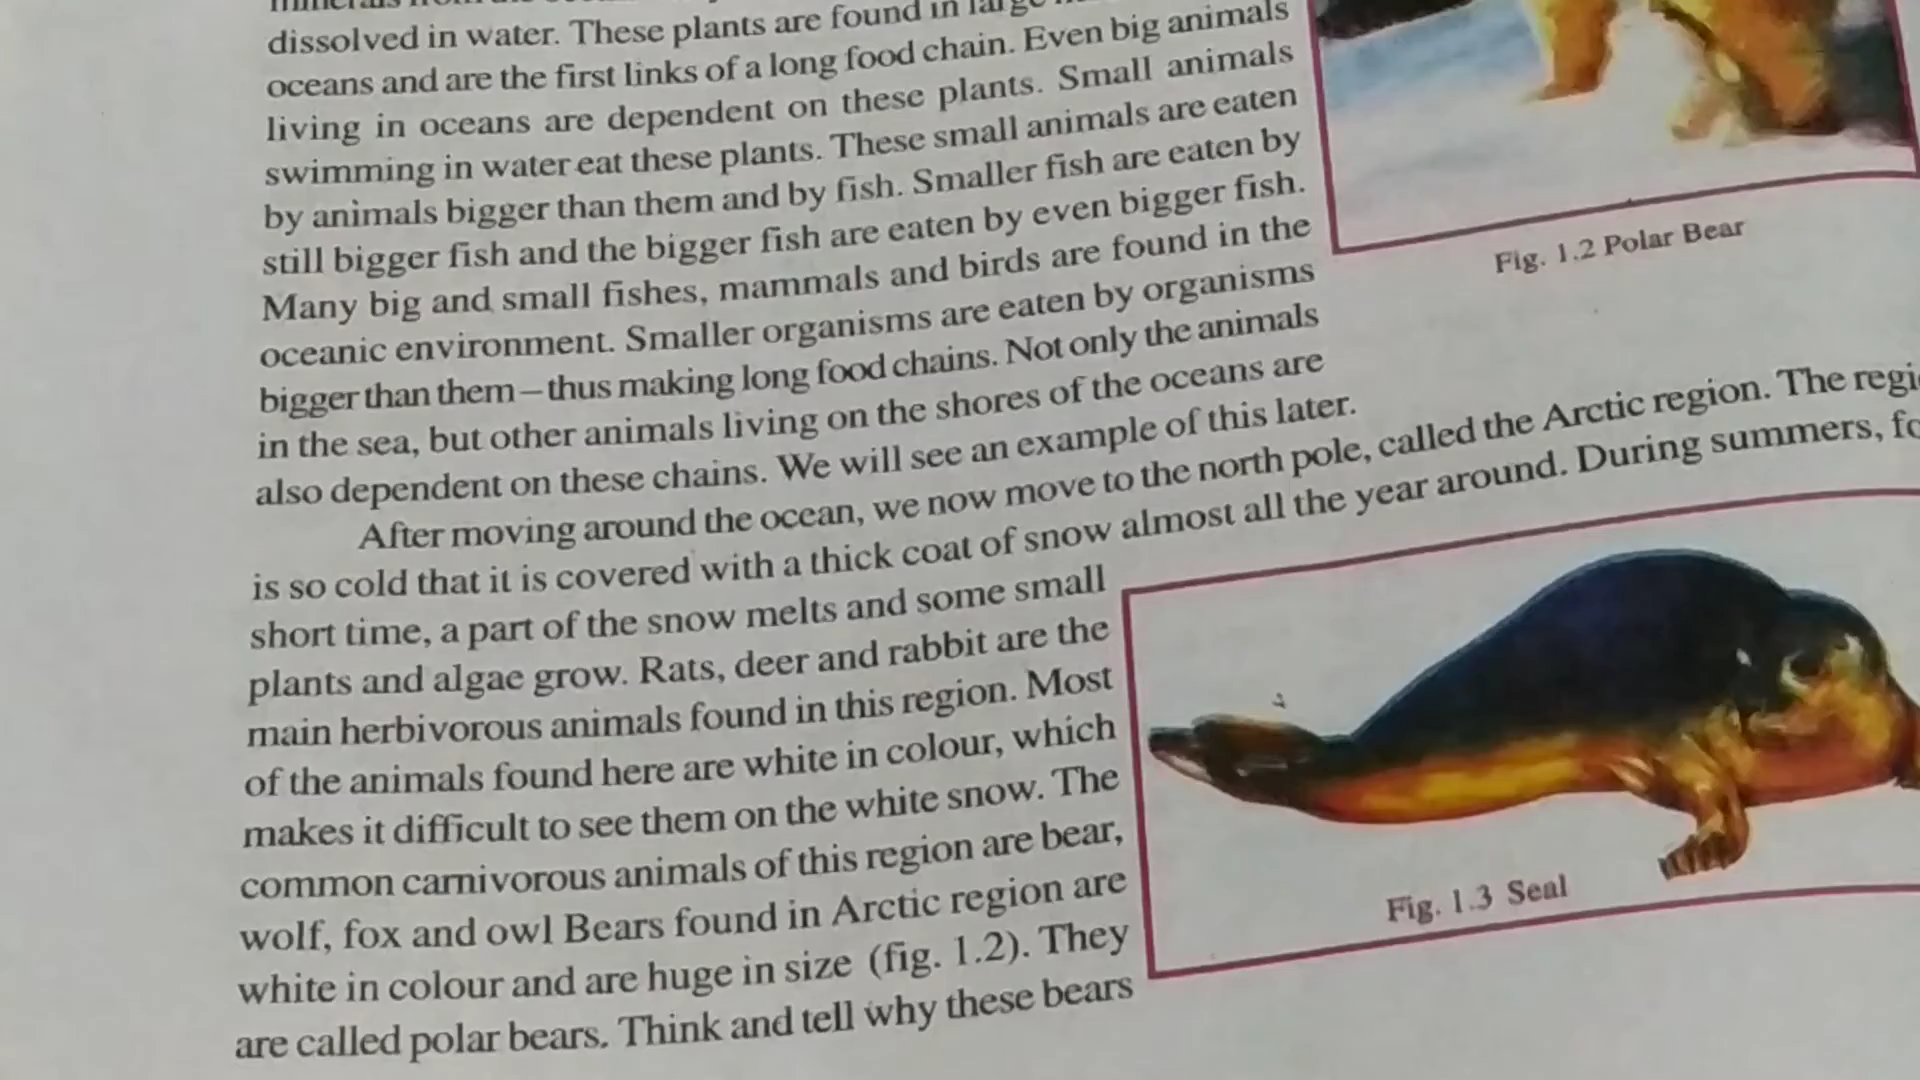 dissolved in water. These plants are found in large
oceans and are the first links of a long food chain. Even big animals
living in oceans are dependent on these plants. Small animals
swimming in water eat these plants. These small animals are eaten
by animals bigger than them and by fish. Smaller fish are eaten by
still bigger fish and the bigger fish are eaten by even bigger fish.
Many big and small fishes, mammals and birds are found in the
oceanic environment. Smaller organisms are eaten by organisms
bigger than them – thus making long food chains. Not only the animals
in the sea, but other animals living on the shores of the oceans are
also dependent on these chains. We will see an example of this later.
Fig. 1.2 Polar Bear
After moving around the ocean, we now move to the north pole, called the Arctic region. The regi
is so cold that it is covered with a thick coat of snow almost all the year around. During summers, fo
short time, a part of the snow melts and some small
plants and algae grow. Rats, deer and rabbit are the
main herbivorous animals found in this region. Most
of the animals found here are white in colour, which
makes it difficult to see them on the white snow. The
common carnivorous animals of this region are bear,
wolf, fox and owl Bears found in Arctic region are
white in colour and are huge in size (fig. 1.2). They
are called polar bears. Think and tell why these bears
Fig. 1.3 Seal